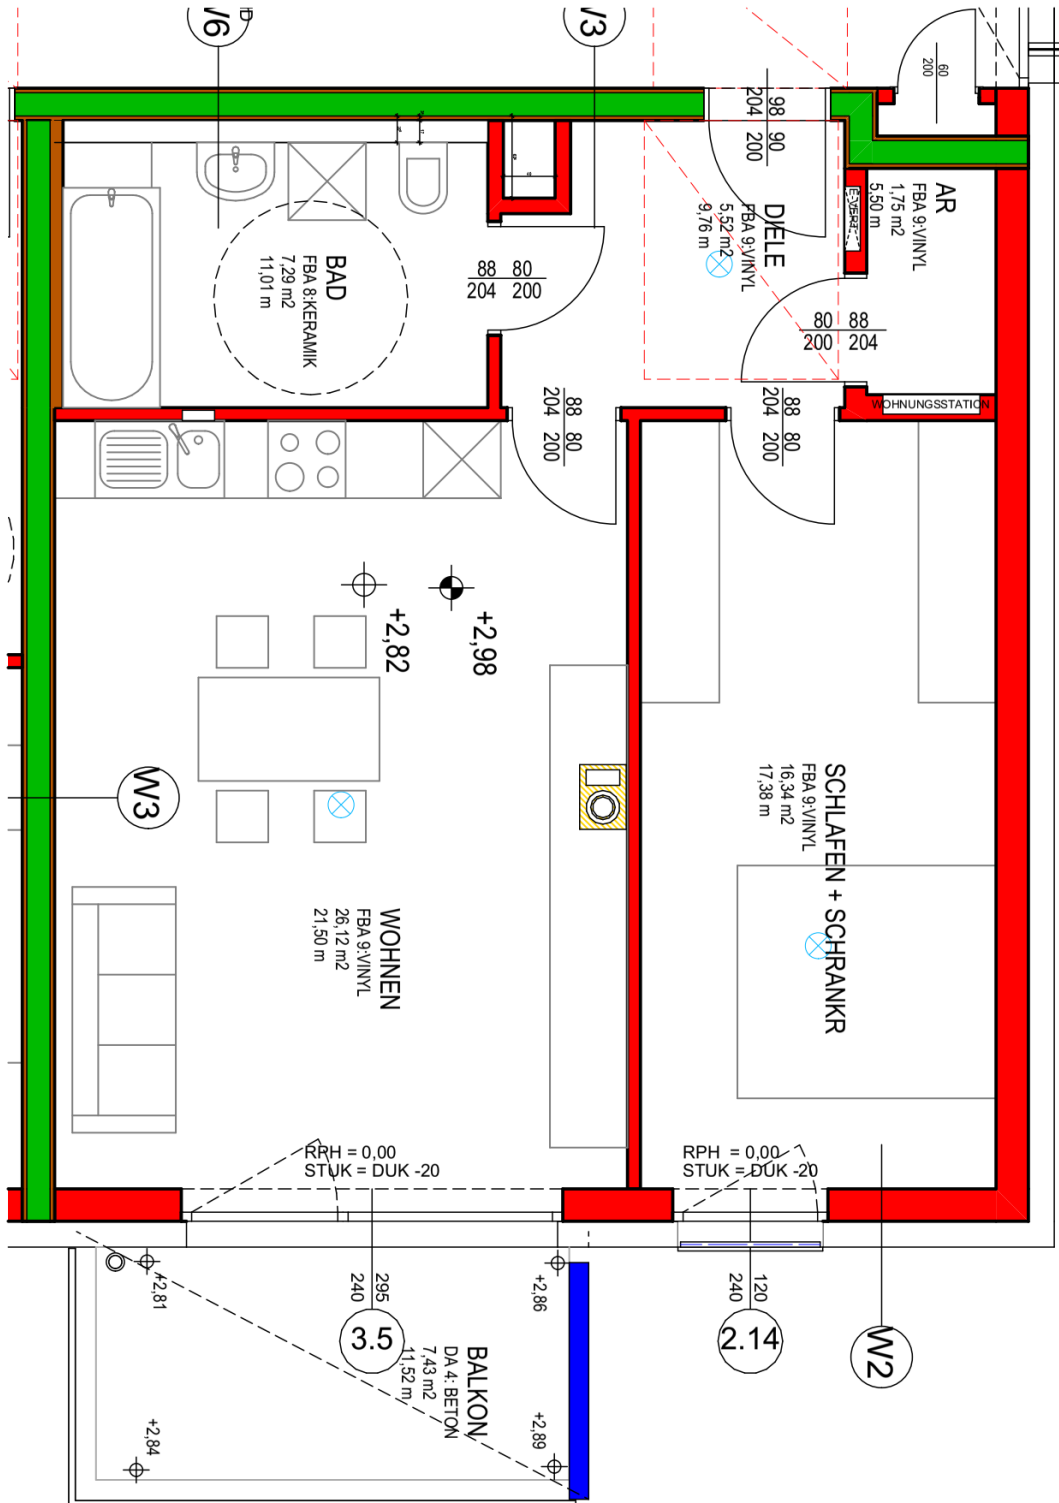 W6
W3
60
200
98 90
204 200
AR
FBA 9:VINYL
1,75 m2
5,50 m
E-VERT.
DIELE
FBA 9:VINYL
5,52 m2
9,76 m
BAD
FBA 8:KERAMIK
7,29 m2
11,01 m
88 80
204 200
80 88
200 204
WOHNUNGSSTATION
88 80
204 200
88 80
204 200
+2,82
+2,98
W3
SCHLAFEN + SCHRANKR
FBA 9:VINYL
16,34 m2
17,38 m
WOHNEN
FBA 9:VINYL
26,12 m2
21,50 m
RPH = 0,00
STUK = DUK -20
RPH = 0,00
STUK = DUK -20
+2,81
295
240
3.5
+2,86
120
240
2.14
W2
BALKON
DA 4: BETON
7,43 m2
11,52 m
+2,84
+2,89